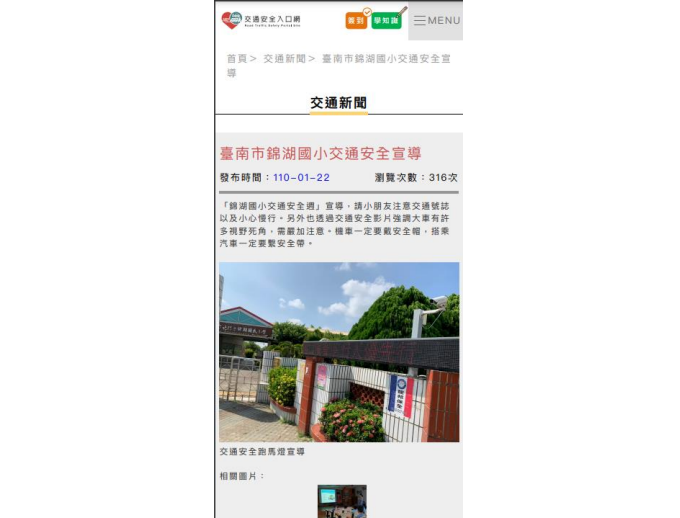 交通安全入口網
Road Traffic Safety Portal Site
簽到 學知識 MENU
首頁> 交通新聞> 臺南市錦湖國小交通安全宣
導
交通新聞
臺南市錦湖國小交通安全宣導
發布時間：110-01-22 瀏覽次數：316次
「錦湖國小交通安全週」宣導，請小朋友注意交通號誌
以及小心慢行。另外也透過交通安全影片強調大車有許
多視野死角，需嚴加注意。機車一定要戴安全帽，搭乘
汽車一定要繫安全帶。
交通安全跑馬燈宣導
相關圖片：